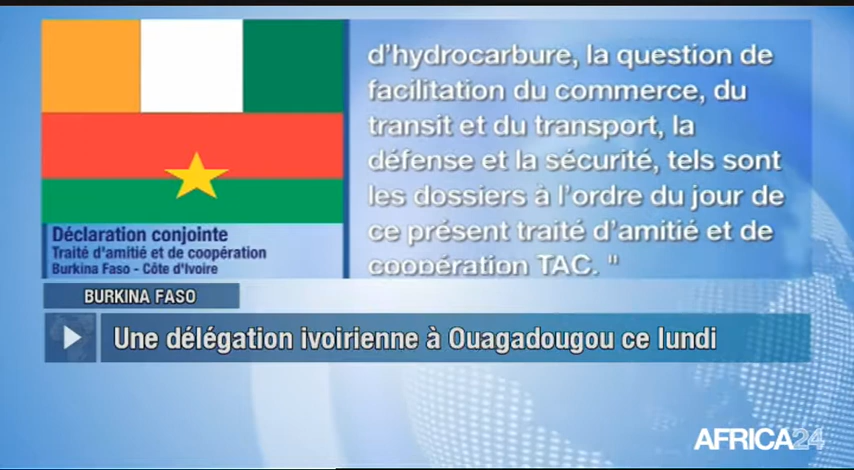 d'hydrocarbure, la question de
facilitation du commerce, du
transit et du transport, la
défense et la sécurité, tels sont
les dossiers à l'ordre du jour de
ce présent traité d'amitié et de
coopération TAC. "
Déclaration conjointe
Traité d'amitié et de coopération
Burkina Faso - Côte d'Ivoire
BURKINA FASO
Une délégation ivoirienne à Ouagadougou ce lundi
AFRICA24